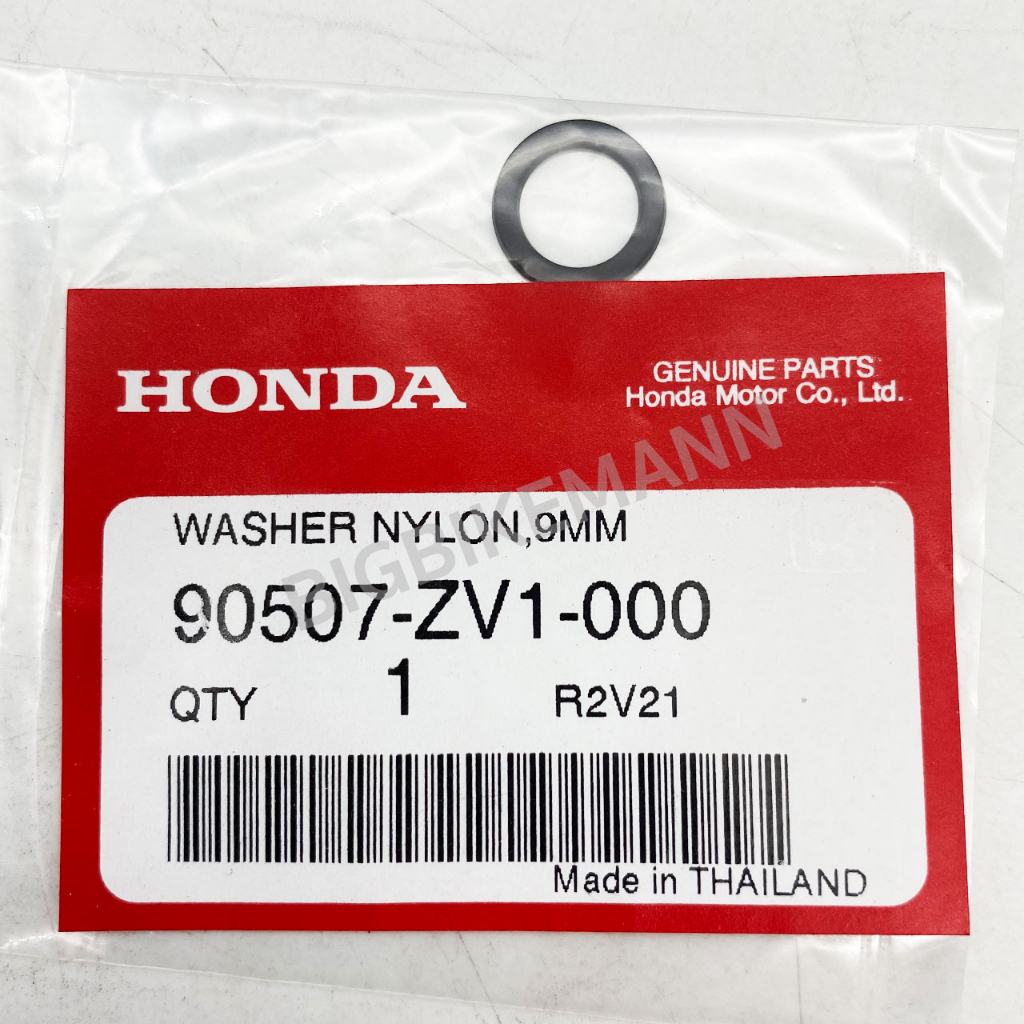 HONDA
GENUINE PARTS
Honda Motor Co., Ltd.
BIGBIKEMANN
WASHER NYLON,9MM
90507-ZV1-000
QTY 1 R2V21
Made in THAILAND